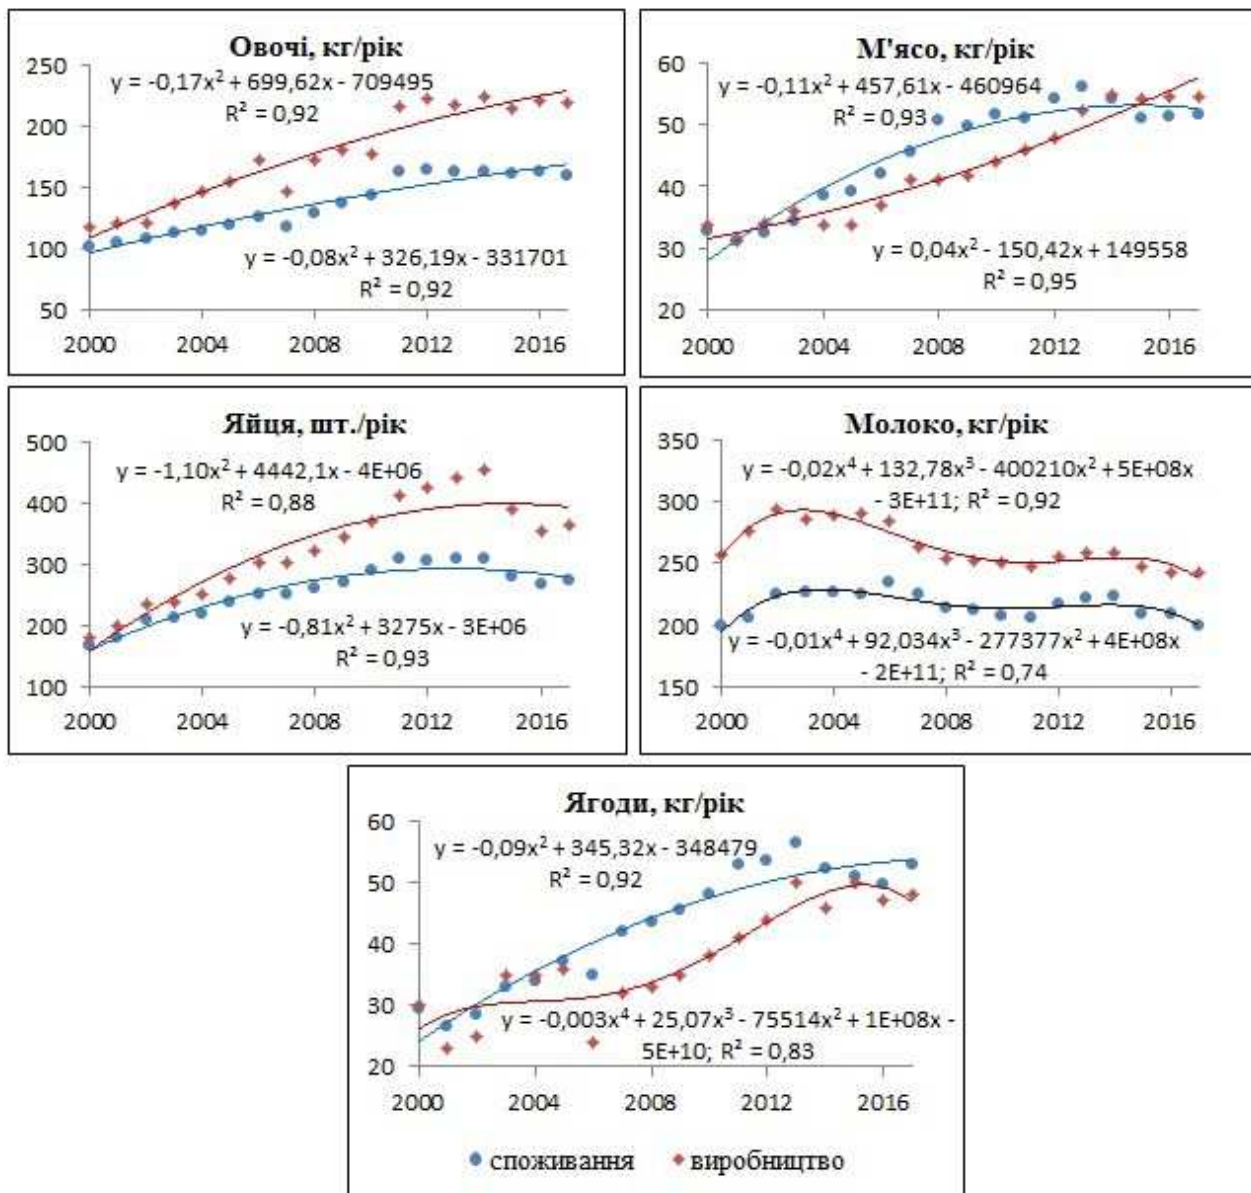 Овочі, кг/рік
y = -0,17x² + 699,62x - 709495
R² = 0,92
250
200
150
100
50
y = -0,08x² + 326,19x - 331701
R² = 0,92
2000 2004 2008 2012 2016
М'ясо, кг/рік
y = -0,11x² + 457,61x - 460964
R² = 0,93
60
50
40
30
20
y = 0,04x² - 150,42x + 149558
R² = 0,95
2000 2004 2008 2012 2016
Яйця, шт./рік
y = -1,10x² + 4442,1x - 4E+06
R² = 0,88
500
400
300
200
100
y = -0,81x² + 3275x - 3E+06
R² = 0,93
2000 2004 2008 2012 2016
Молоко, кг/рік
y = -0,02x⁴ + 132,78x³ - 400210x² + 5E+08x
- 3E+11; R² = 0,92
350
300
250
200
150
y = -0,01x⁴ + 92,034x³ - 277377x² + 4E+08x
- 2E+11; R² = 0,74
2000 2004 2008 2012 2016
Ягоди, кг/рік
y = -0,09x² + 345,32x - 348479
R² = 0,92
60
50
40
30
20
y = -0,003x⁴ + 25,07x³ - 75514x² + 1E+08x -
5E+10; R² = 0,83
2000 2004 2008 2012 2016
споживання виробництво